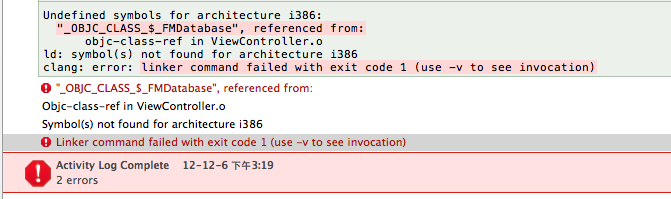 Undefined symbols for architecture i386:
"_OBJC_CLASS_$_FMDatabase", referenced from:
objc-class-ref in ViewController.o
ld: symbol(s) not found for architecture i386
clang: error: linker command failed with exit code 1 (use -v to see invocation)
"_OBJC_CLASS_$_FMDatabase", referenced from:
Objc-class-ref in ViewController.o
Symbol(s) not found for architecture i386
Linker command failed with exit code 1 (use -v to see invocation)
Activity Log Complete 12-12-6 下午3:19
2 errors